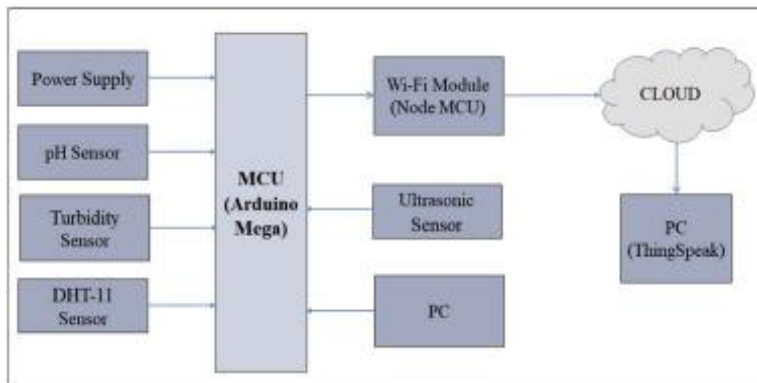 Power Supply
pH Sensor
Turbidity
Sensor
DHT-11
Sensor
MCU
(Arduino
Mega)
Wi-Fi Module
(Node MCU)
Ultrasonic
Sensor
PC
CLOUD
PC
(ThingSpeak)